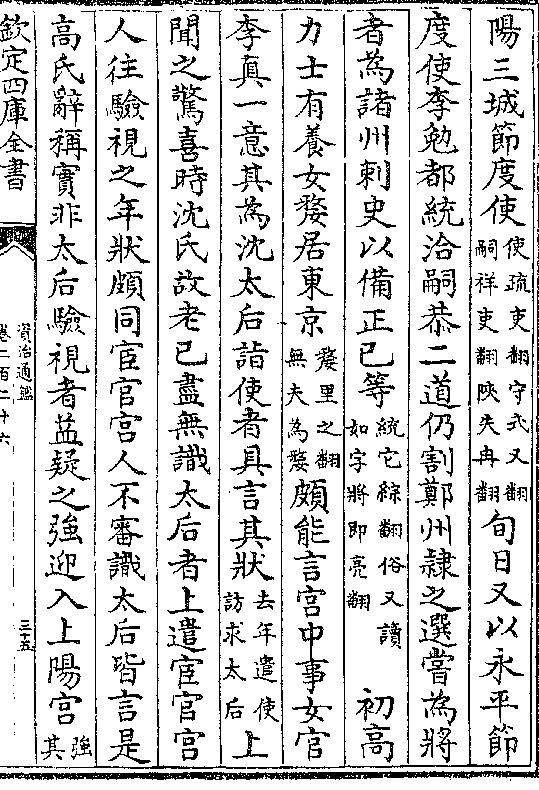 陽三城節度使使疏吏翻守式又翻嗣祥吏翻陜失冉翻旬日又以永平節
度使李勉都統洽嗣恭二道仍割鄭州隷之選嘗為將
者為諸州刺史以備正已等統它綜翻俗又讀如字將即亮翻　初高
力士有養女嫠居東京嫠里之翻無夫為嫠頗能言宫中事女官
李真一意其為沈太后詣使者具言其狀去年遣使訪求太后上
聞之驚喜時沈氏故老已盡無識太后者上遣宦官宫
人往驗視之年狀頗同宦官宫人不審識太后皆言是
高氏辭稱實非太后驗視者益疑之強迎入上陽宫強其
欽定四庫全書
資治通鑑
卷二百二十六
三十五